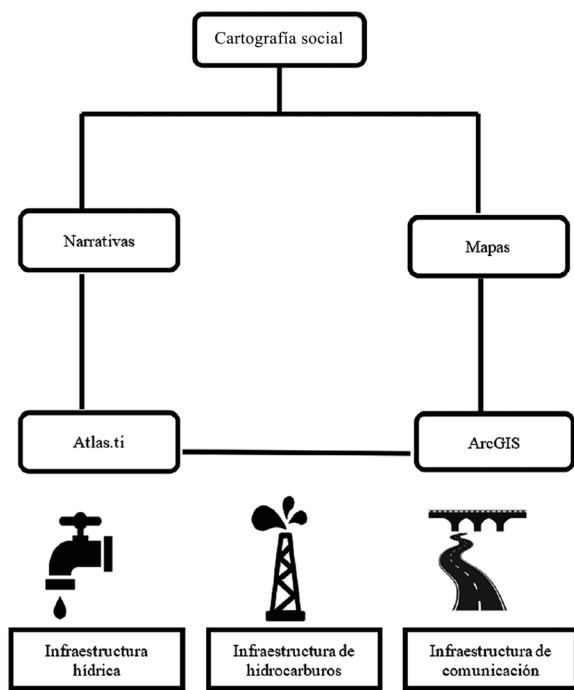 Cartografía social
Narrativas
Mapas
Atlas.ti
ArcGIS
Infraestructura
hídrica
Infraestructura de
hidrocarburos
Infraestructura de
comunicación